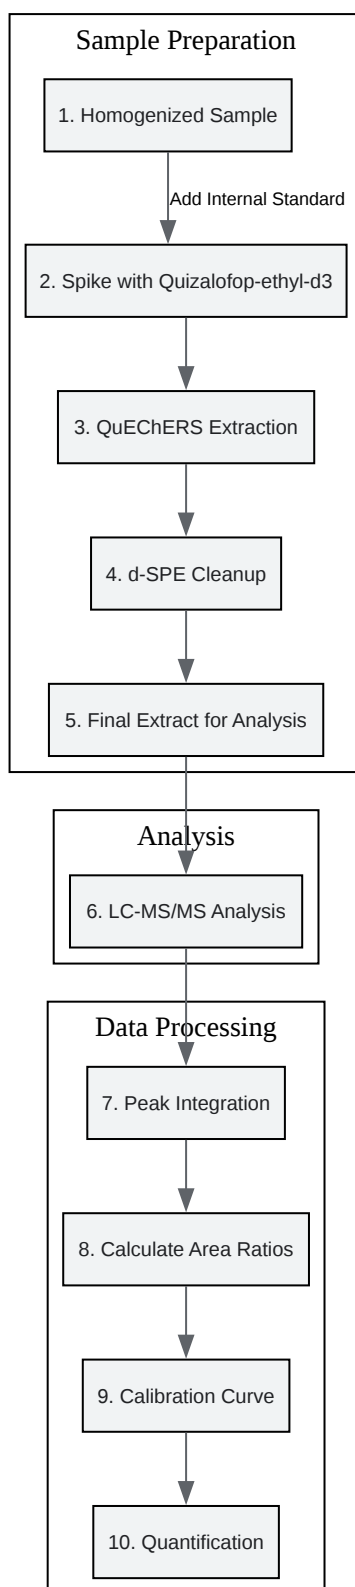 Sample Preparation
1. Homogenized Sample
Add Internal Standard
2. Spike with Quizalofop-ethyl-d3
3. QuEChERS Extraction
4. d-SPE Cleanup
5. Final Extract for Analysis
Analysis
6. LC-MS/MS Analysis
Data Processing
7. Peak Integration
8. Calculate Area Ratios
9. Calibration Curve
10. Quantification